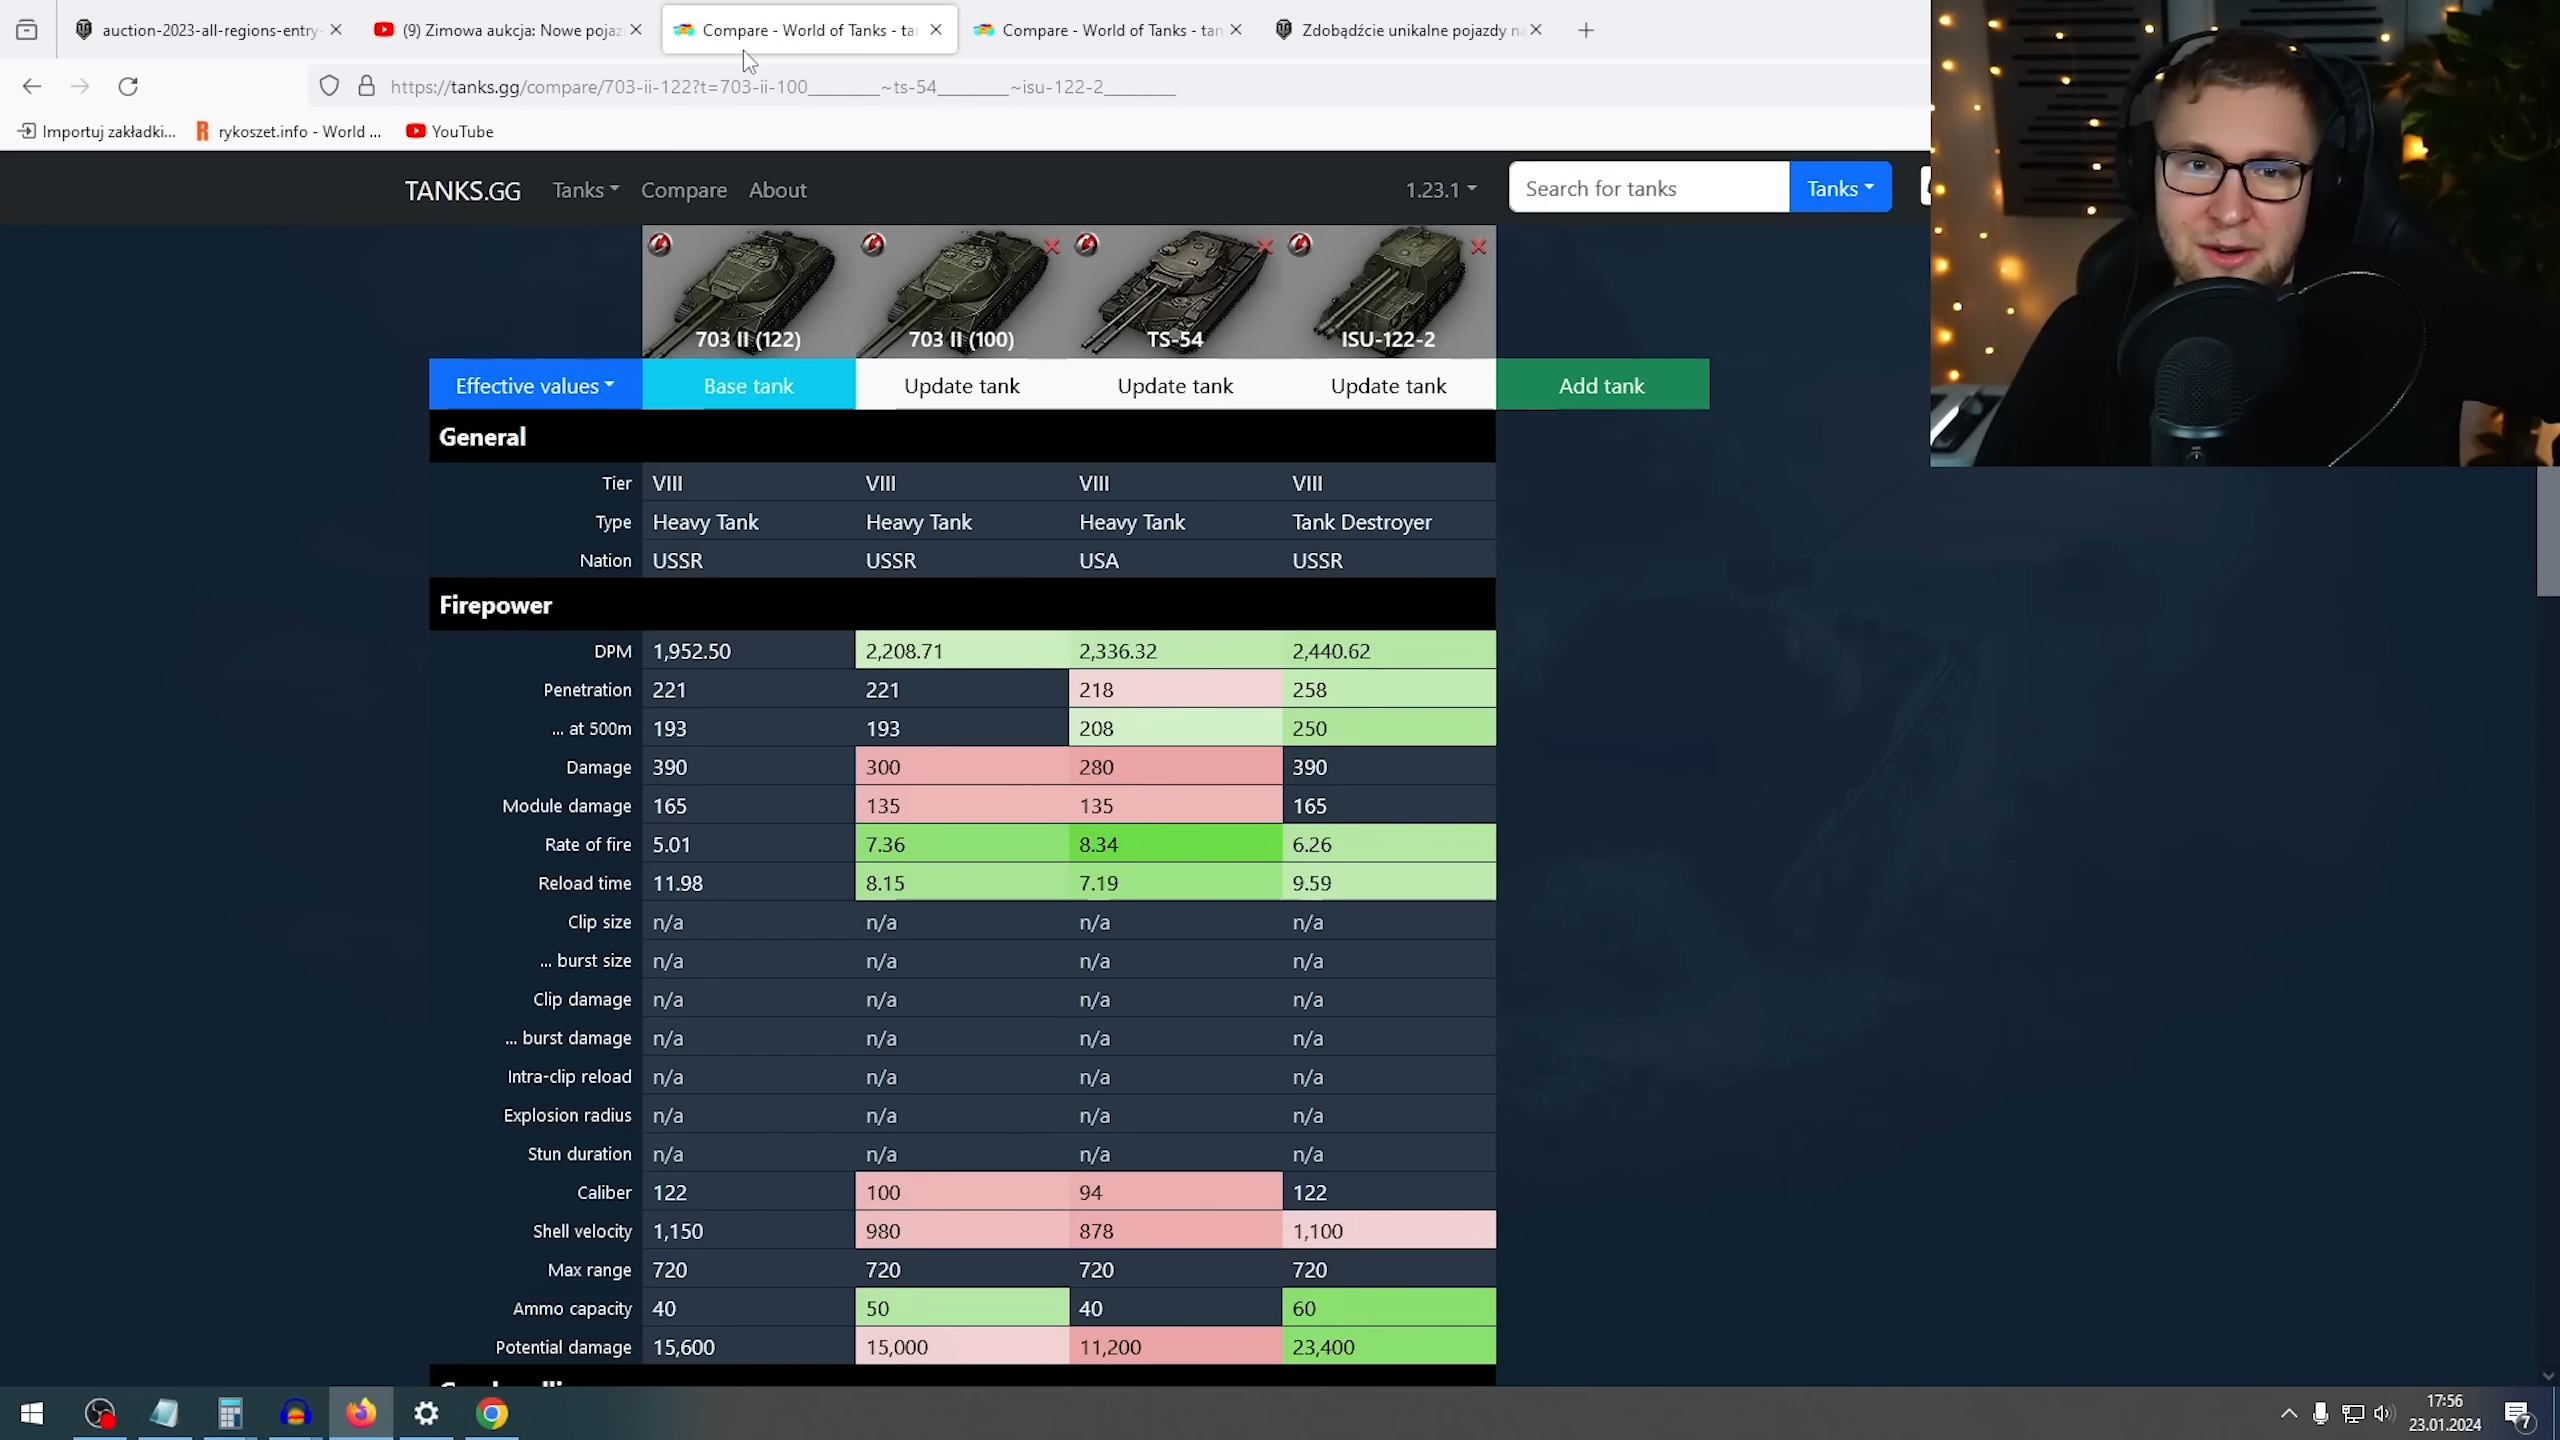 auction-2023-all-regions-entry-
(9) Zimowa aukcja: Nowe pojaz
Compare - World of Tanks - tan
Compare - World of Tanks - tan
Zdobądźcie unikalne pojazdy n
https://tanks.gg/compare/703-ii-122?t=703-ii-100________~ts-54________~isu-122-2________
Importuj zakładki...
rykoszet.info - World ...
YouTube
TANKS.GG Tanks Compare About 1.23.1 Search for tanks Tanks
703 II (122) 703 II (100) TS-54 ISU-122-2
Effective values Base tank Update tank Update tank Update tank Add tank
General
Tier VIII VIII VIII VIII
Type Heavy Tank Heavy Tank Heavy Tank Tank Destroyer
Nation USSR USSR USA USSR
Firepower
DPM 1,952.50 2,208.71 2,336.32 2,440.62
Penetration 221 221 218 258
... at 500m 193 193 208 250
Damage 390 300 280 390
Module damage 165 135 135 165
Rate of fire 5.01 7.36 8.34 6.26
Reload time 11.98 8.15 7.19 9.59
Clip size n/a n/a n/a n/a
... burst size n/a n/a n/a n/a
Clip damage n/a n/a n/a n/a
... burst damage n/a n/a n/a n/a
Intra-clip reload n/a n/a n/a n/a
Explosion radius n/a n/a n/a n/a
Stun duration n/a n/a n/a n/a
Caliber 122 100 94 122
Shell velocity 1,150 980 878 1,100
Max range 720 720 720 720
Ammo capacity 40 50 40 60
Potential damage 15,600 15,000 11,200 23,400
17:56
23.01.2024
7